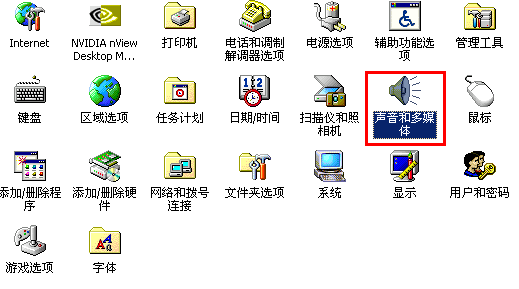 Internet
NVIDIA nView
Desktop M...
打印机
电话和调制
解调器选项
电源选项
辅助功能选
项
管理工具
键盘
区域选项
任务计划
日期/时间
扫描仪和照
相机
声音和多媒
体
鼠标
添加/删除程
序
添加/删除硬
件
网络和拨号
连接
文件夹选项
系统
显示
用户和密码
游戏选项
字体